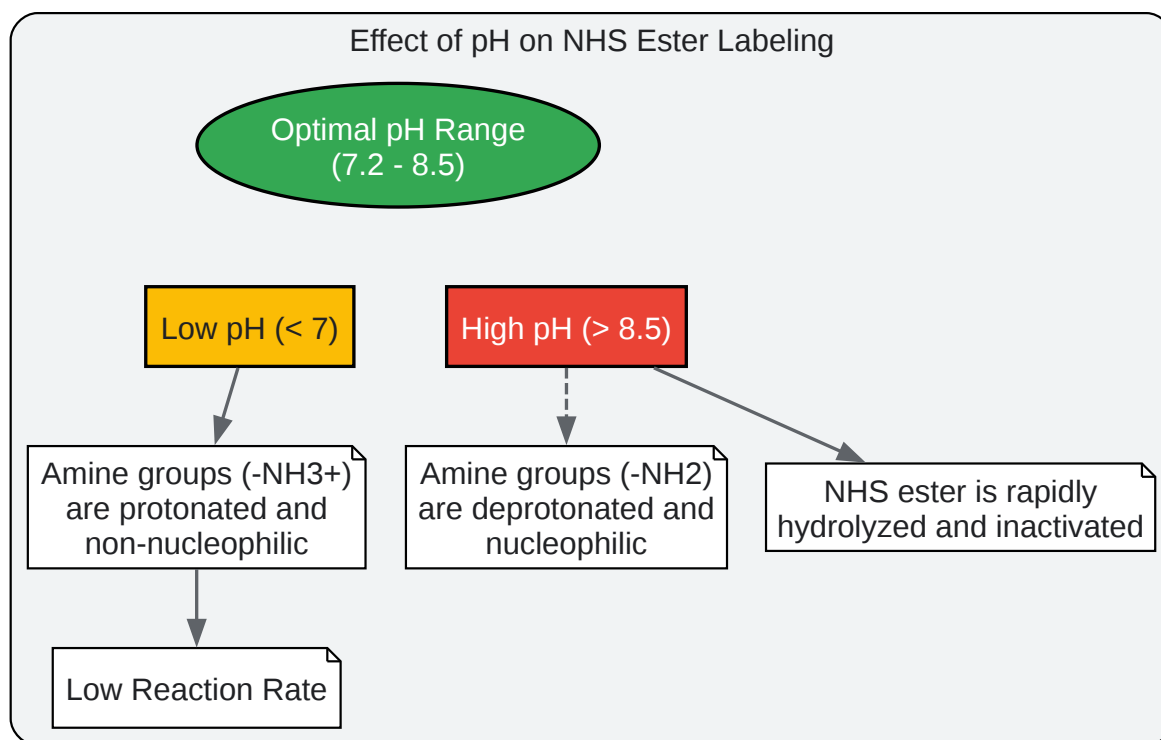 Effect of pH on NHS Ester Labeling
Optimal pH Range
(7.2 - 8.5)
Low pH (< 7)
High pH (> 8.5)
Amine groups (-NH3+)
are protonated and
non-nucleophilic
Amine groups (-NH2)
are deprotonated and
nucleophilic
NHS ester is rapidly
hydrolyzed and inactivated
Low Reaction Rate